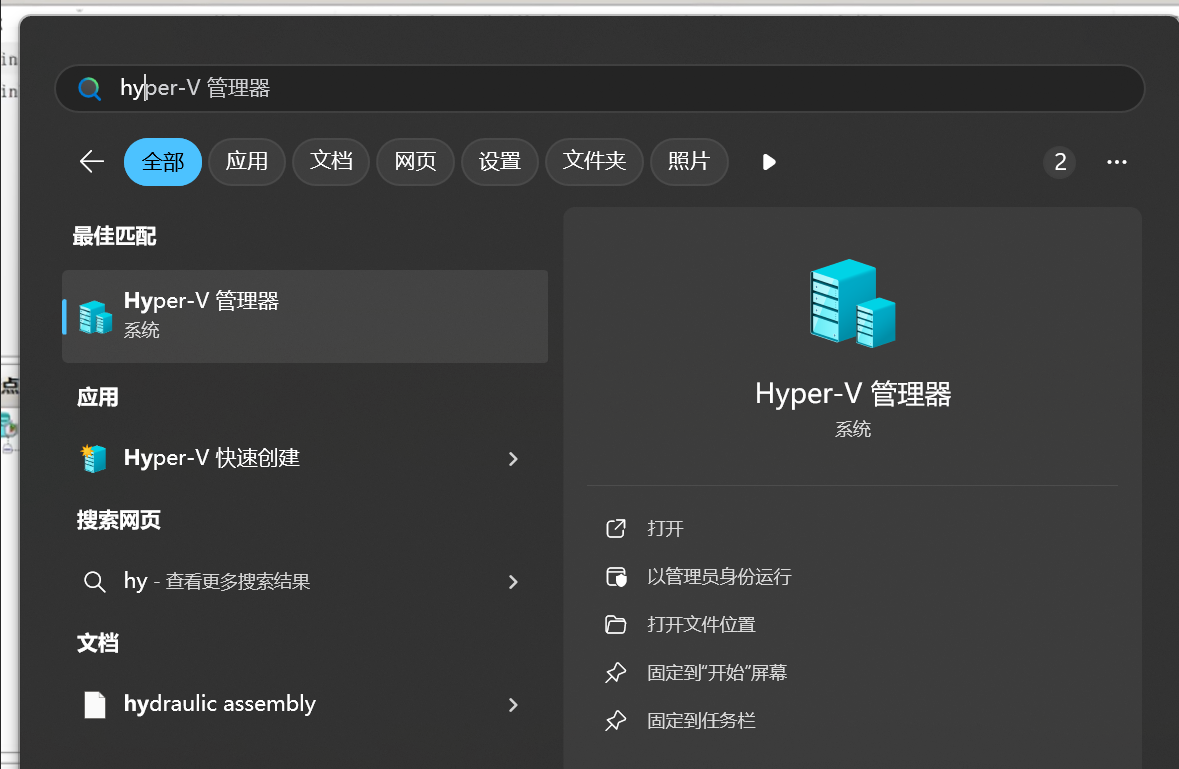 hyper-V 管理器
全部
应用
文档
网页
设置
文件夹
照片
2
最佳匹配
Hyper-V 管理器
系统
应用
Hyper-V 快速创建
搜索网页
hy - 查看更多搜索结果
文档
hydraulic assembly
Hyper-V 管理器
系统
打开
以管理员身份运行
打开文件位置
固定到“开始”屏幕
固定到任务栏
in
in
点